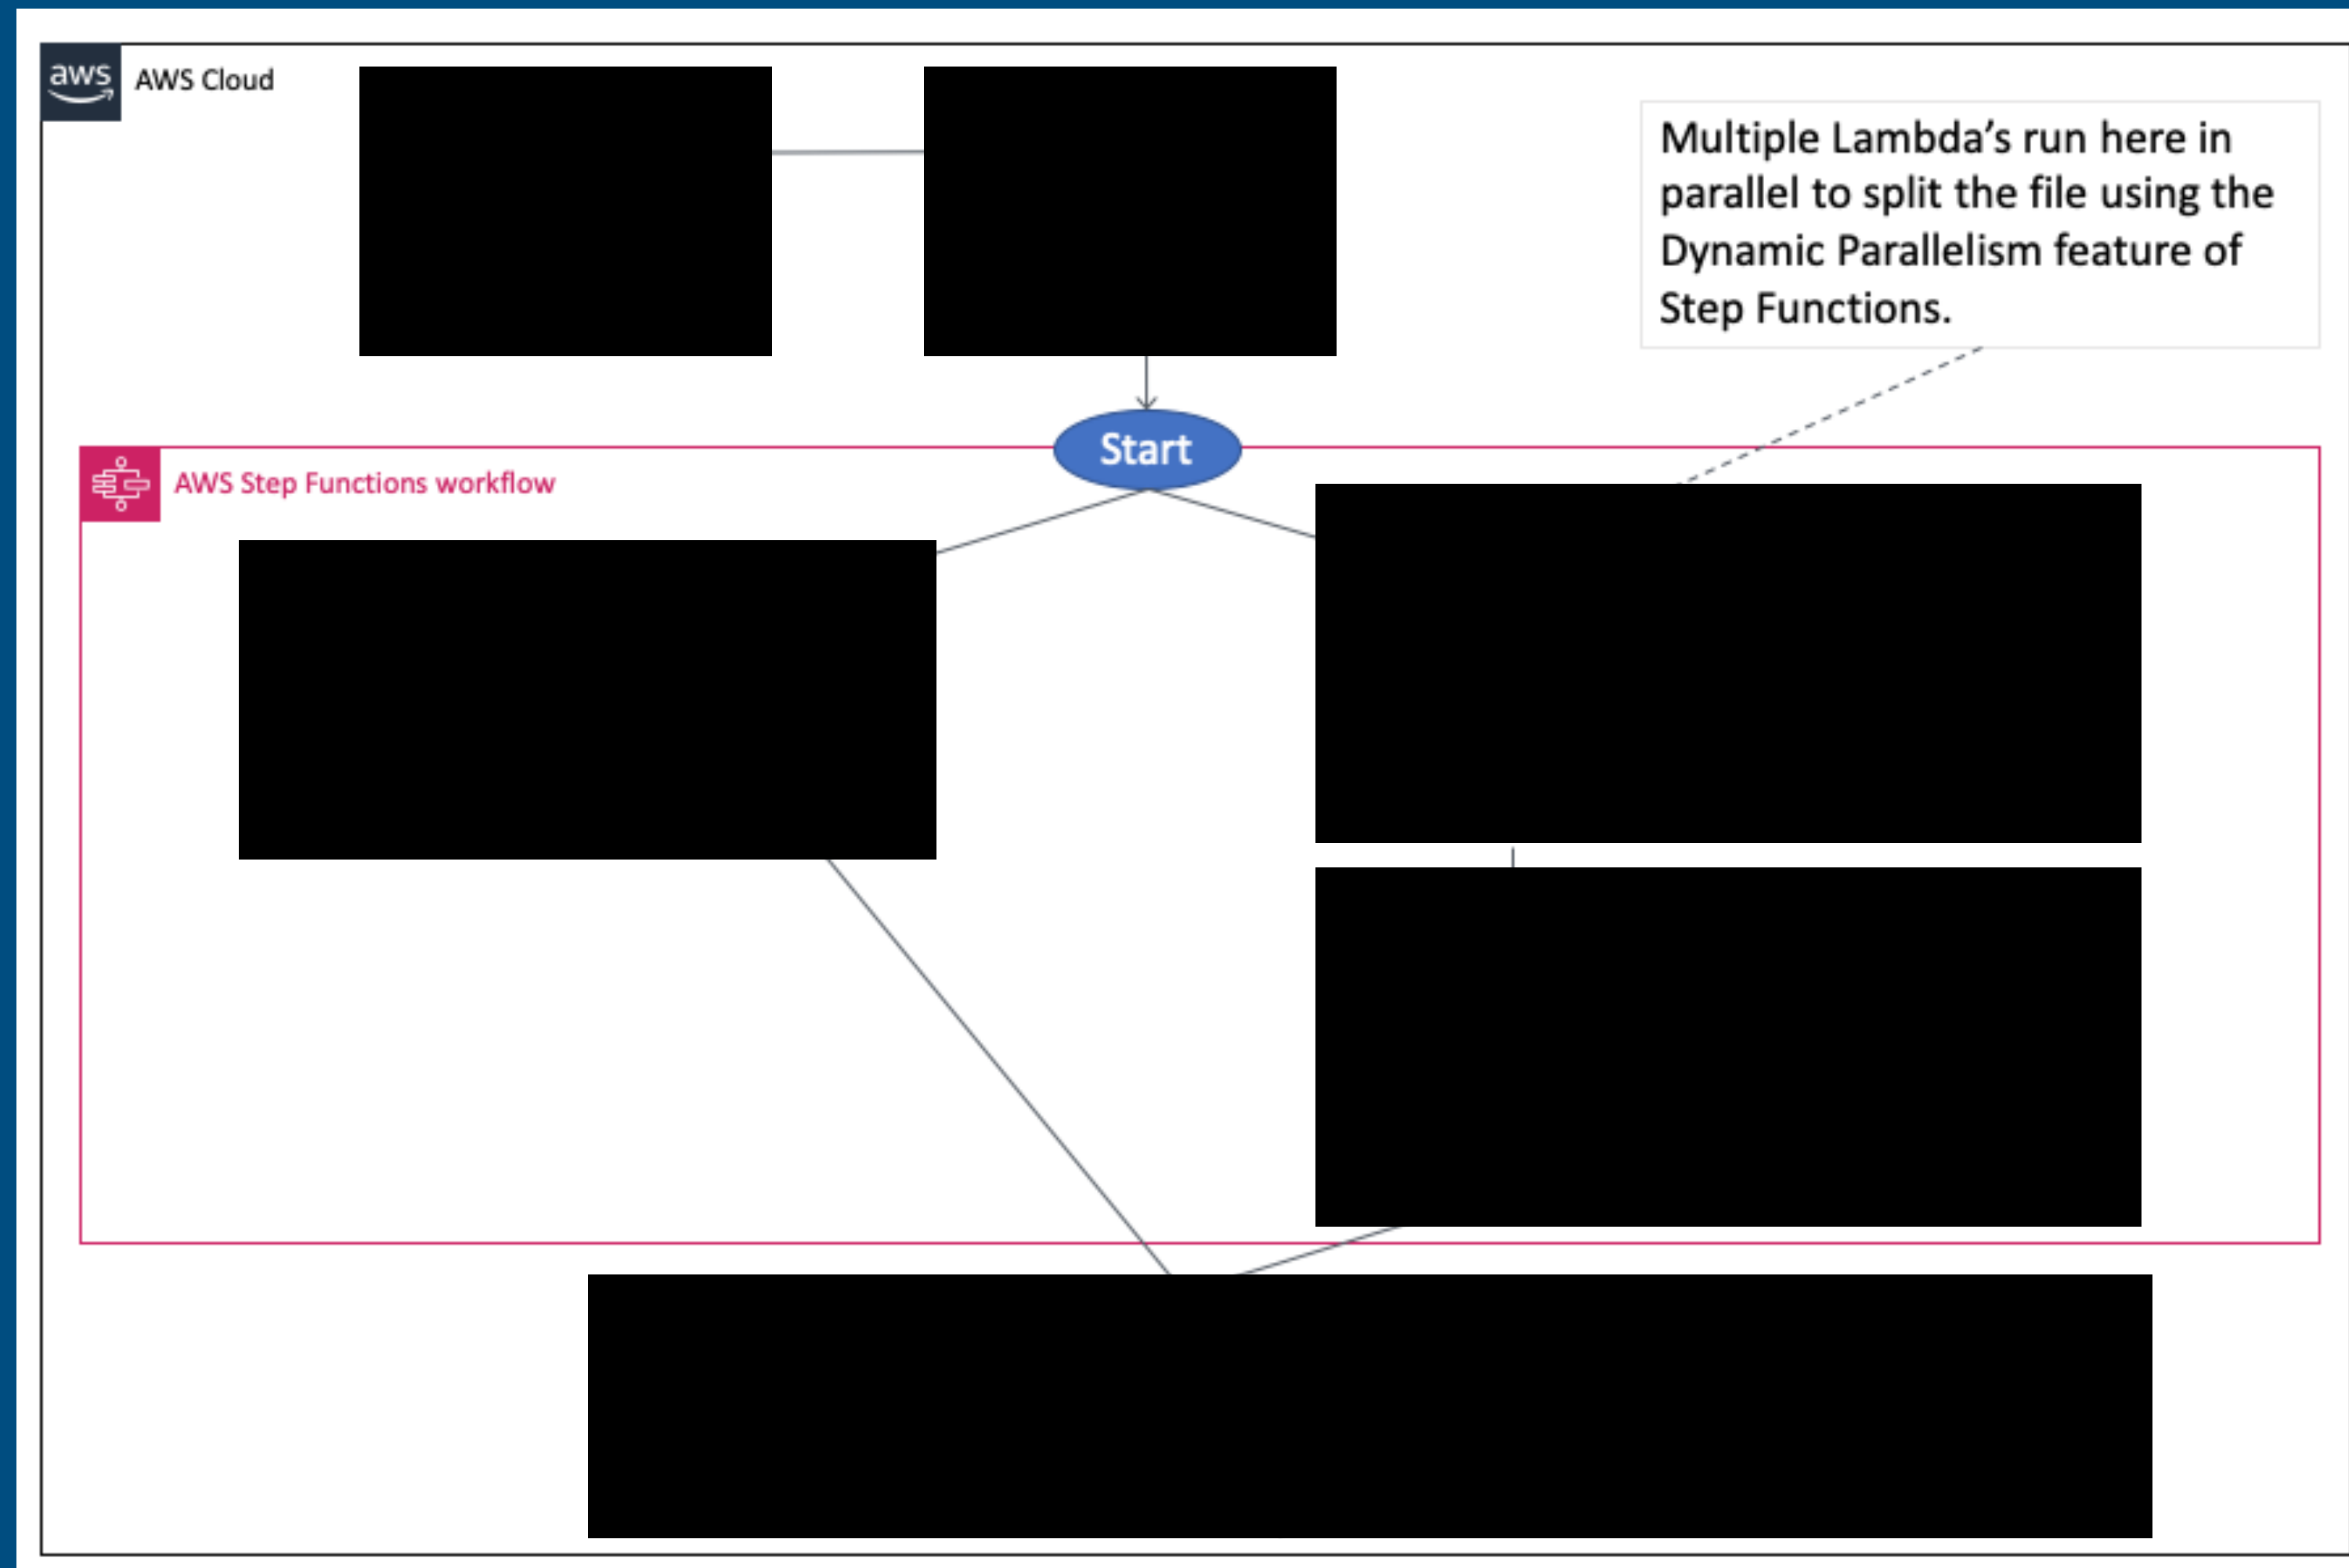 aws
AWS Cloud
Multiple Lambda’s run here in
parallel to split the file using the
Dynamic Parallelism feature of
Step Functions.
Start
AWS Step Functions workflow